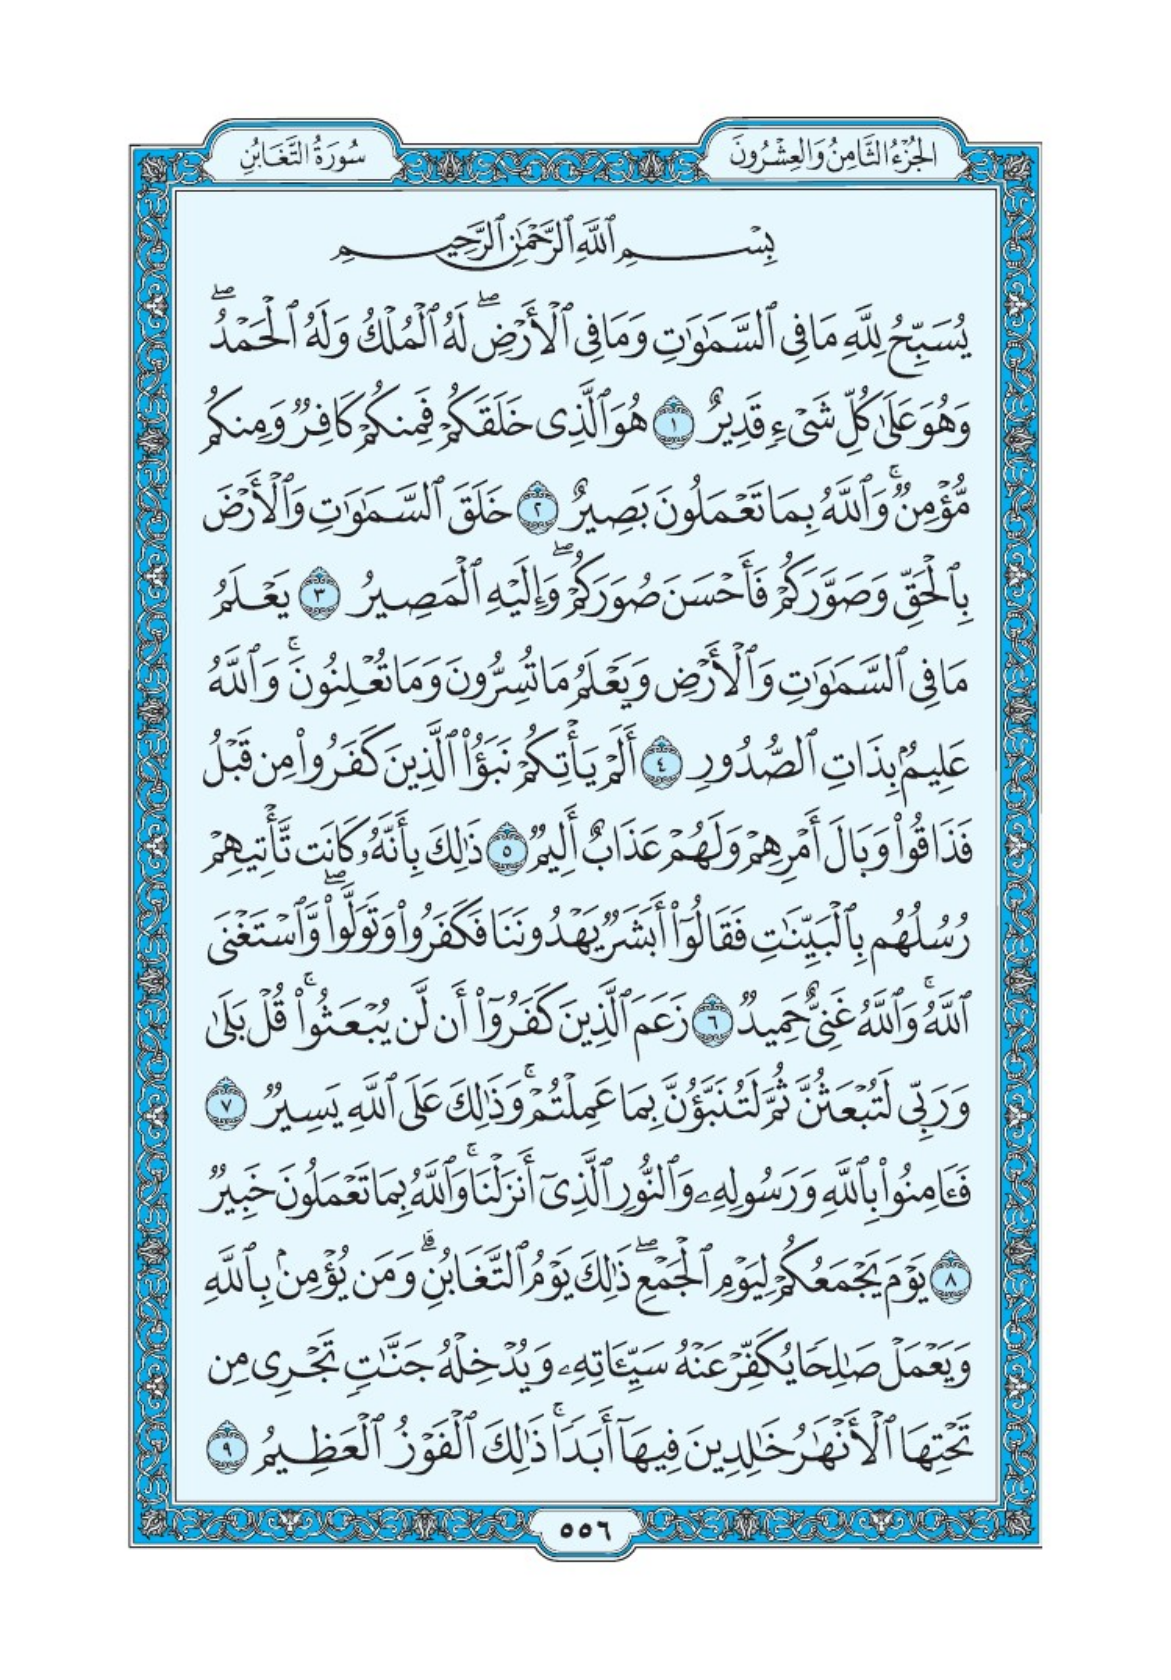 الجُزْءُ الثَّامِنُ وَالعِشْرُونَ
سُورَةُ التَّغَابُنِ
بِسْمِ ٱللَّهِ ٱلرَّحْمَٰنِ ٱلرَّحِيمِ
يُسَبِّحُ لِلَّهِ مَا فِي ٱلسَّمَٰوَٰتِ وَمَا فِي ٱلْأَرْضِۖ لَهُ ٱلْمُلْكُ وَلَهُ ٱلْحَمْدُۖ
وَهُوَ عَلَىٰ كُلِّ شَيْءٍ قَدِيرٌ ١ هُوَ ٱلَّذِي خَلَقَكُمْ فَمِنكُمْ كَافِرٌ وَمِنكُم
مُّؤْمِنٌۚ وَٱللَّهُ بِمَا تَعْمَلُونَ بَصِيرٌ ٢ خَلَقَ ٱلسَّمَٰوَٰتِ وَٱلْأَرْضَ
بِٱلْحَقِّ وَصَوَّرَكُمْ فَأَحْسَنَ صُوَرَكُمْۖ وَإِلَيْهِ ٱلْمَصِيرُ ٣ يَعْلَمُ
مَا فِي ٱلسَّمَٰوَٰتِ وَٱلْأَرْضِ وَيَعْلَمُ مَا تُسِرُّونَ وَمَا تُعْلِنُونَۚ وَٱللَّهُ
عَلِيمٌۢ بِذَاتِ ٱلصُّدُورِ ٤ أَلَمْ يَأْتِكُمْ نَبَؤُا۟ ٱلَّذِينَ كَفَرُوا۟ مِن قَبْلُ
فَذَاقُوا۟ وَبَالَ أَمْرِهِمْ وَلَهُمْ عَذَابٌ أَلِيمٌ ٥ ذَٰلِكَ بِأَنَّهُۥ كَانَت تَّأْتِيهِمْ
رُسُلُهُم بِٱلْبَيِّنَٰتِ فَقَالُوٓا۟ أَبَشَرٌ يَهْدُونَنَا فَكَفَرُوا۟ وَتَوَلَّوا۟ۖ وَّٱسْتَغْنَى
ٱللَّهُۚ وَٱللَّهُ غَنِيٌّ حَمِيدٌ ٦ زَعَمَ ٱلَّذِينَ كَفَرُوٓا۟ أَن لَّن يُبْعَثُوا۟ۚ قُلْ بَلَىٰ
وَرَبِّي لَتُبْعَثُنَّ ثُمَّ لَتُنَبَّؤُنَّ بِمَا عَمِلْتُمْۚ وَذَٰلِكَ عَلَى ٱللَّهِ يَسِيرٌ ٧
فَـَٔامِنُوا۟ بِٱللَّهِ وَرَسُولِهِۦ وَٱلنُّورِ ٱلَّذِيٓ أَنزَلْنَاۚ وَٱللَّهُ بِمَا تَعْمَلُونَ خَبِيرٌ
٨ يَوْمَ يَجْمَعُكُمْ لِيَوْمِ ٱلْجَمْعِۖ ذَٰلِكَ يَوْمُ ٱلتَّغَابُنِۗ وَمَن يُؤْمِنۢ بِٱللَّهِ
وَيَعْمَلْ صَٰلِحًا يُكَفِّرْ عَنْهُ سَيِّـَٔاتِهِۦ وَيُدْخِلْهُ جَنَّٰتٍ تَجْرِي مِن
تَحْتِهَا ٱلْأَنْهَٰرُ خَٰلِدِينَ فِيهَآ أَبَدًاۚ ذَٰلِكَ ٱلْفَوْزُ ٱلْعَظِيمُ ٩
٥٥٦